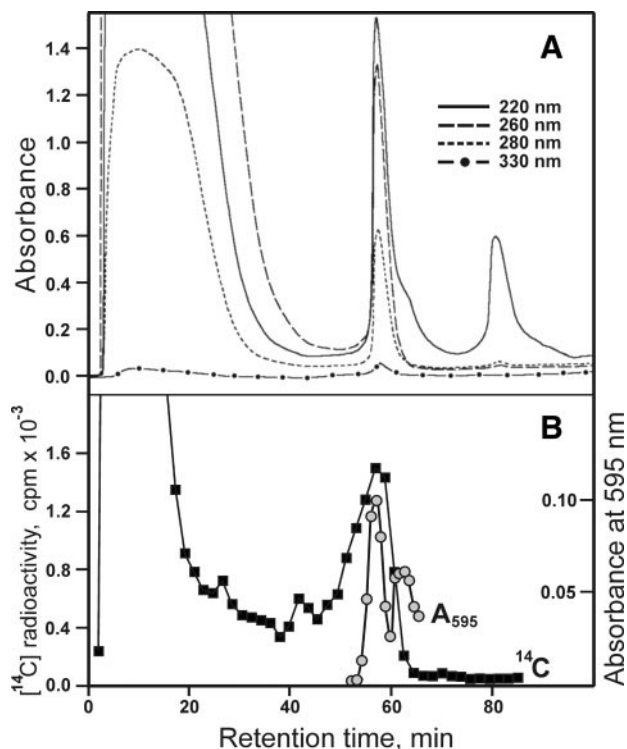 A
1.4
1.2
1.0
0.8
0.6
0.4
0.2
0.0
Absorbance
220 nm
260 nm
280 nm
330 nm
B
1.6
1.2
0.8
0.4
0.0
[¹⁴C] radioactivity, cpm x 10⁻³
0.10
0.05
Absorbance at 595 nm
A₅₉₅
¹⁴C
0 20 40 60 80
Retention time, min